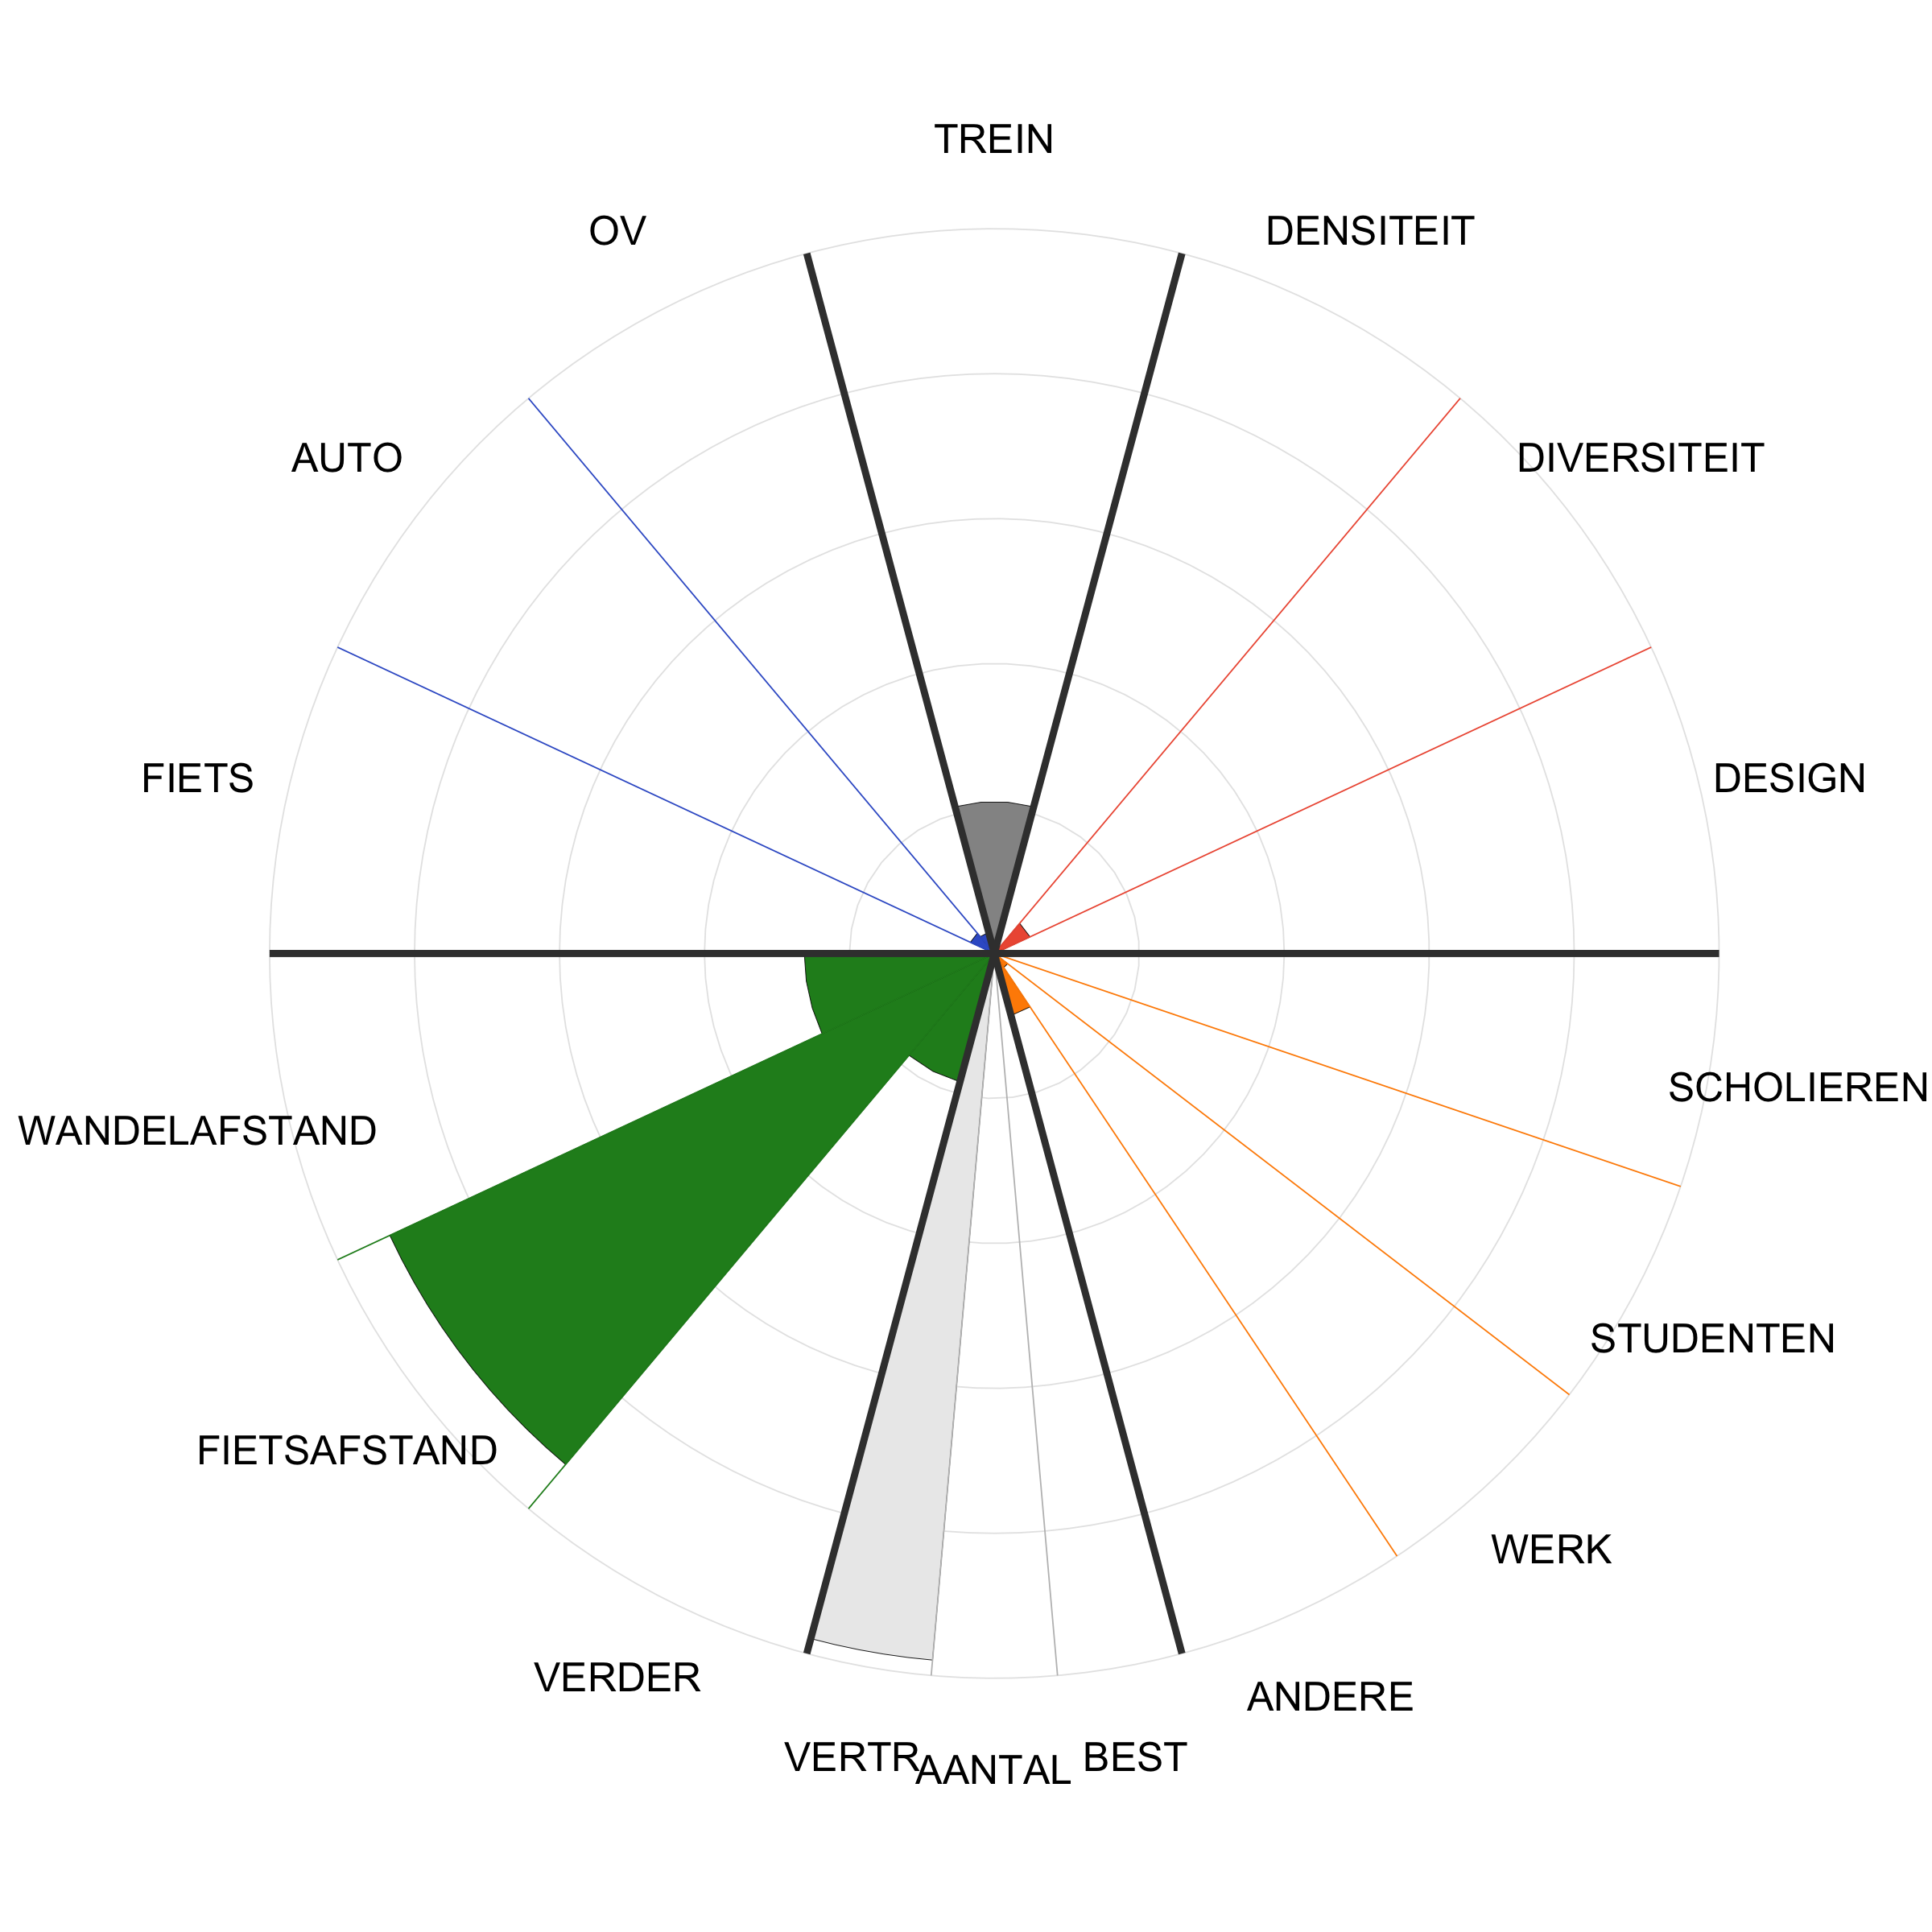 TREIN
OV
DENSITEIT
AUTO
DIVERSITEIT
FIETS
DESIGN
SCHOLIEREN
WANDELAFSTAND
STUDENTEN
FIETSAFSTAND
WERK
VERDER
ANDERE
VERTR
AANTAL
BEST